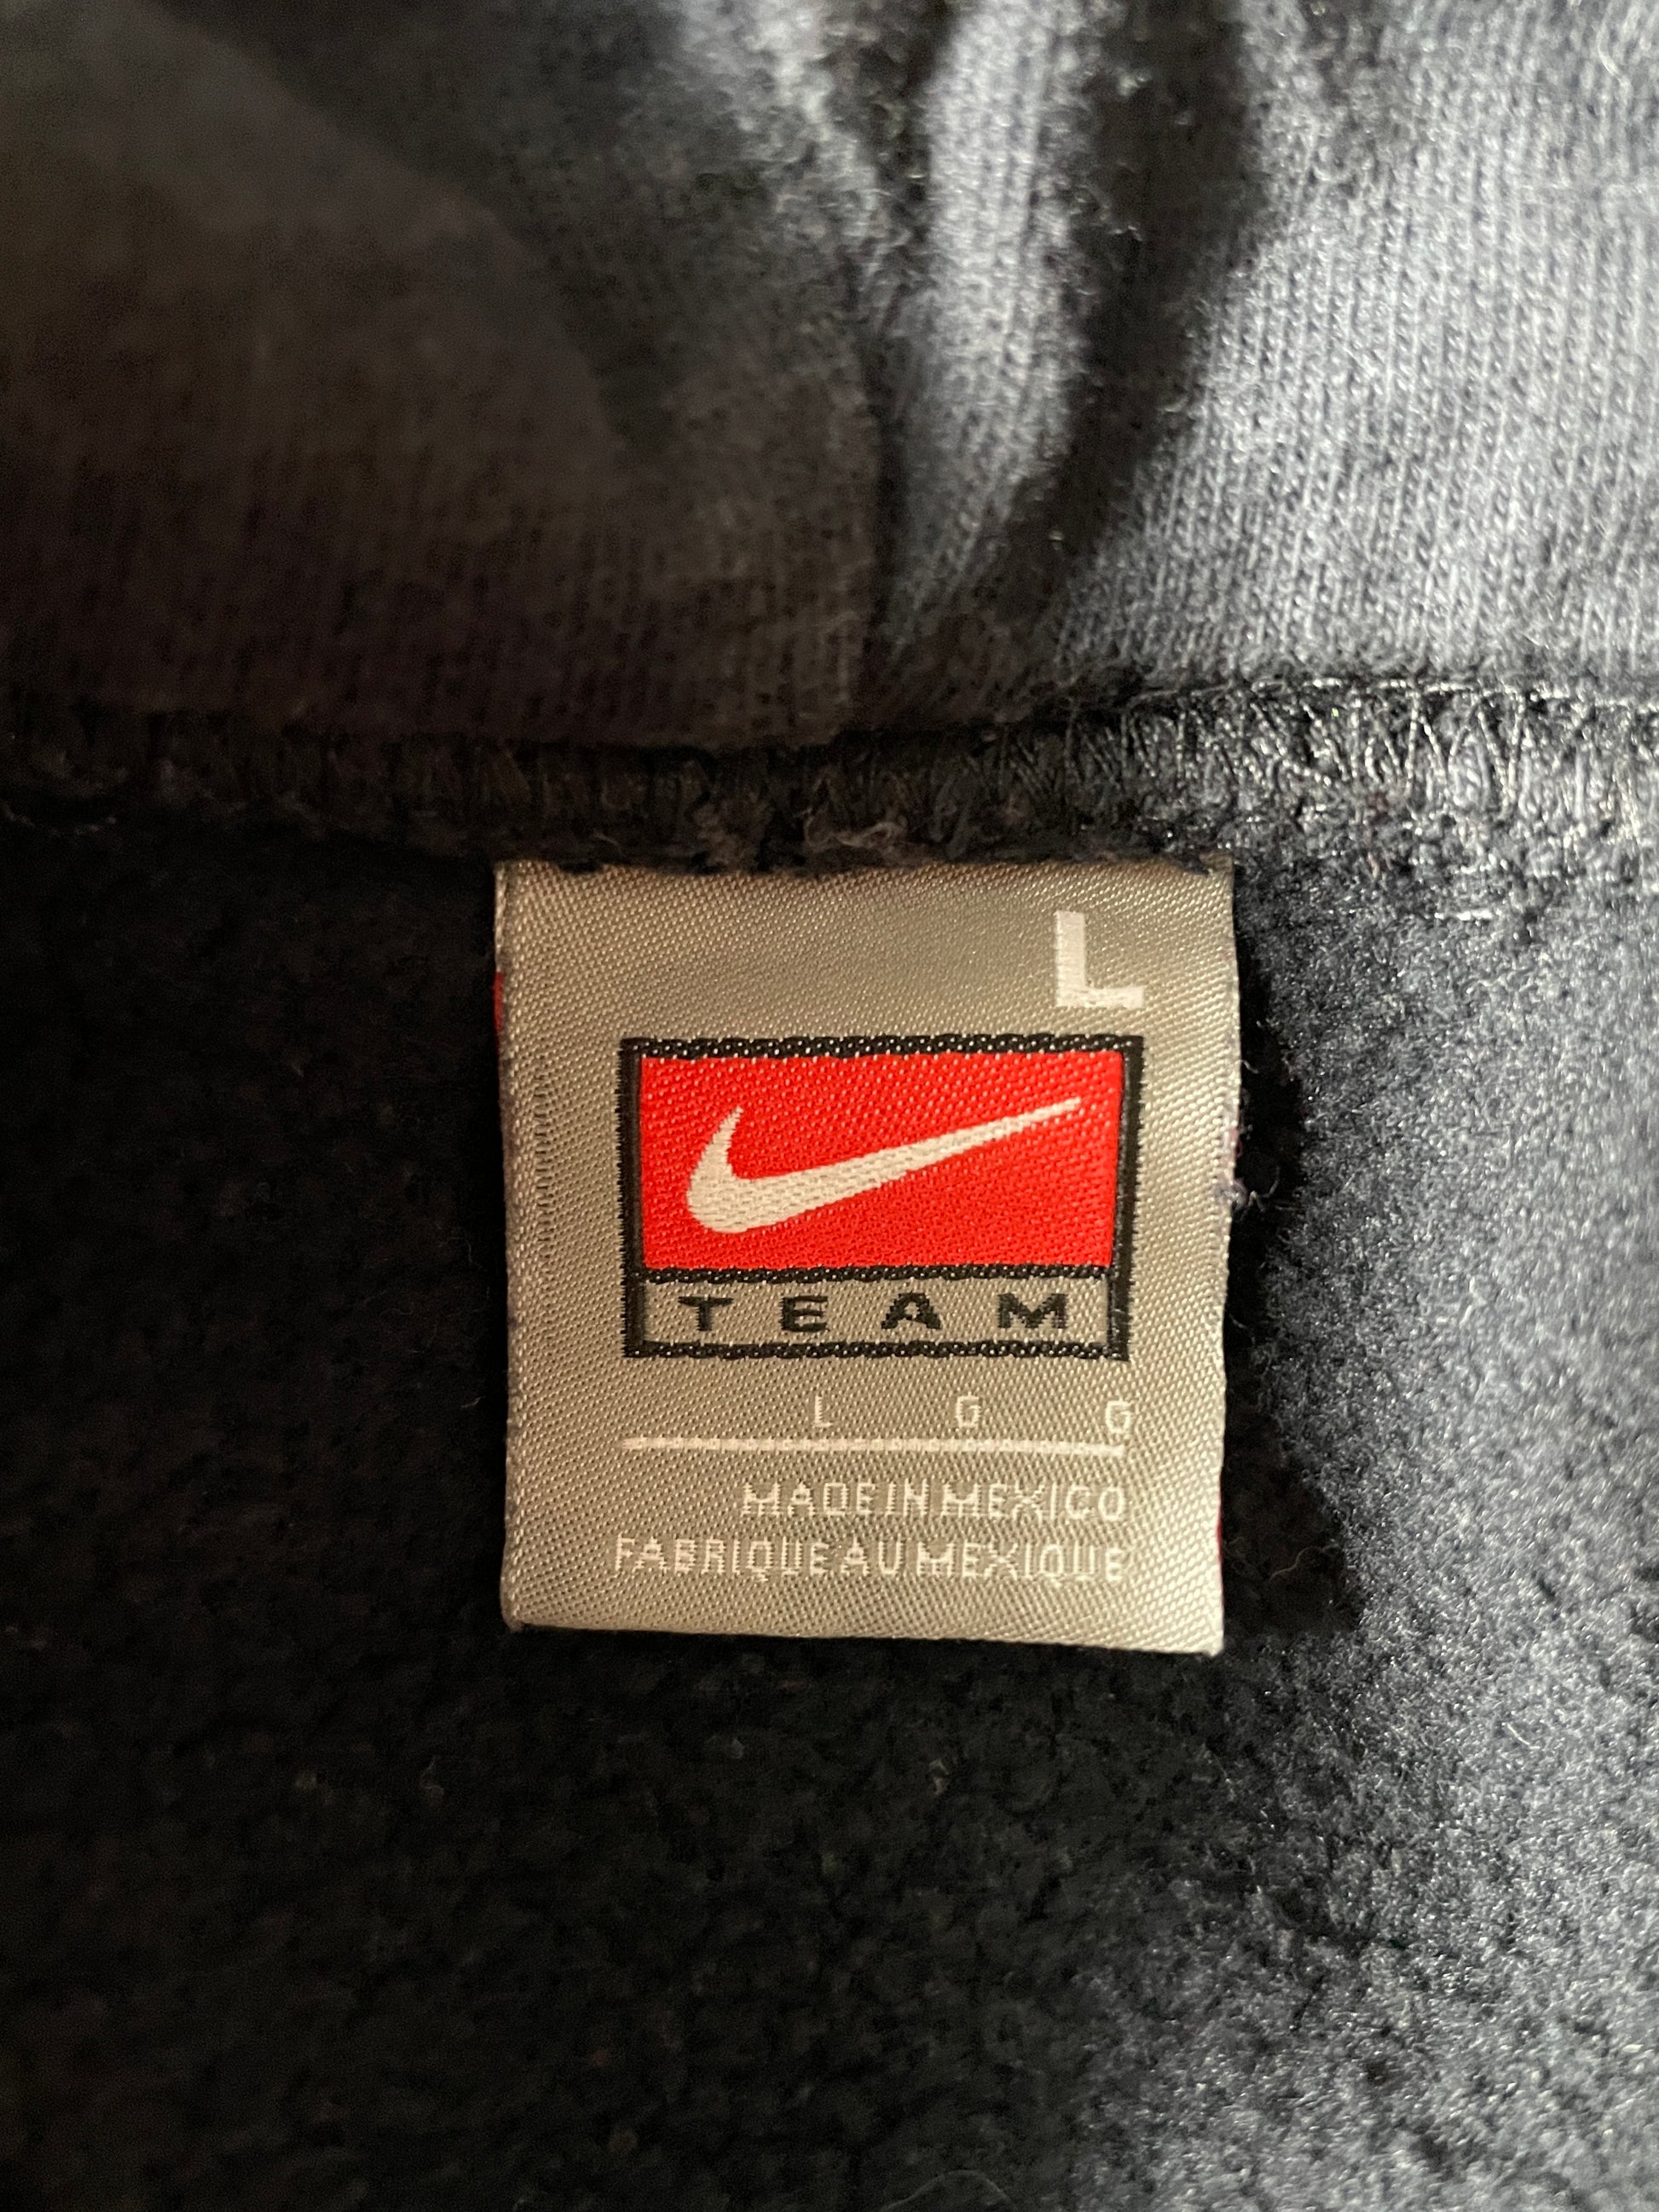 L
TEAM
L G G
MADE IN MEXICO
FABRIQUE AU MEXIQUE